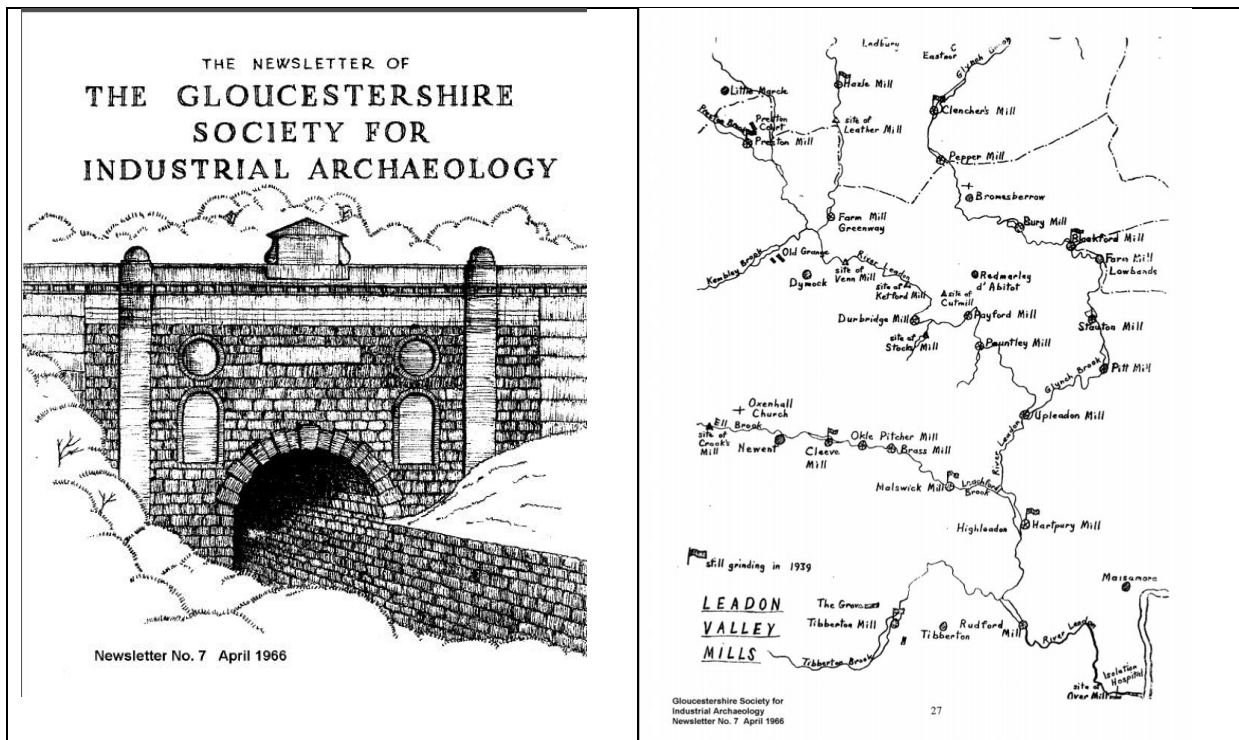 THE NEWSLETTER OF
THE GLOUCESTERSHIRE
SOCIETY FOR
INDUSTRIAL ARCHAEOLOGY
Newsletter No. 7 April 1966
Ledbury
Eastnor
Glynch
Hazle Mill
Little Marcle
Clencher's Mill
Preston
Court
site of
Leather Mill
Preston Mill
Pepper Mill
Bromesberrow
Farm Mill
Greenway
Bury Mill
Blackford Mill
Old Grange
River Leadon
Farm Mill
Lowbands
Kempley Brook
site of
Venn Mill
Redmarley
d'Abitot
Dymock
site of
Ketford Mill
site of
Cutmill
Durbridge Mill
Payford Mill
Staunton Mill
site of
Stocks Mill
Pauntley Mill
Glynch Brook
Pitt Mill
Oxenhall
Church
Upleadon Mill
Ell Brook
site of
Crook's
Mill
Newent
Cleeve
Mill
Okle Pitcher Mill
Brass Mill
River Leadon
Malswick Mill
Brook
Highleadon
Hartpury Mill
still grinding in 1939
Maisemore
LEADON
VALLEY
MILLS
The Grove
Tibberton Mill
Tibberton
Rudford
Mill
River Leadon
Tibberton Brook
Isolation
Hospital
site of
Over Mill
Gloucestershire Society for
Industrial Archaeology
Newsletter No. 7 April 1966
27